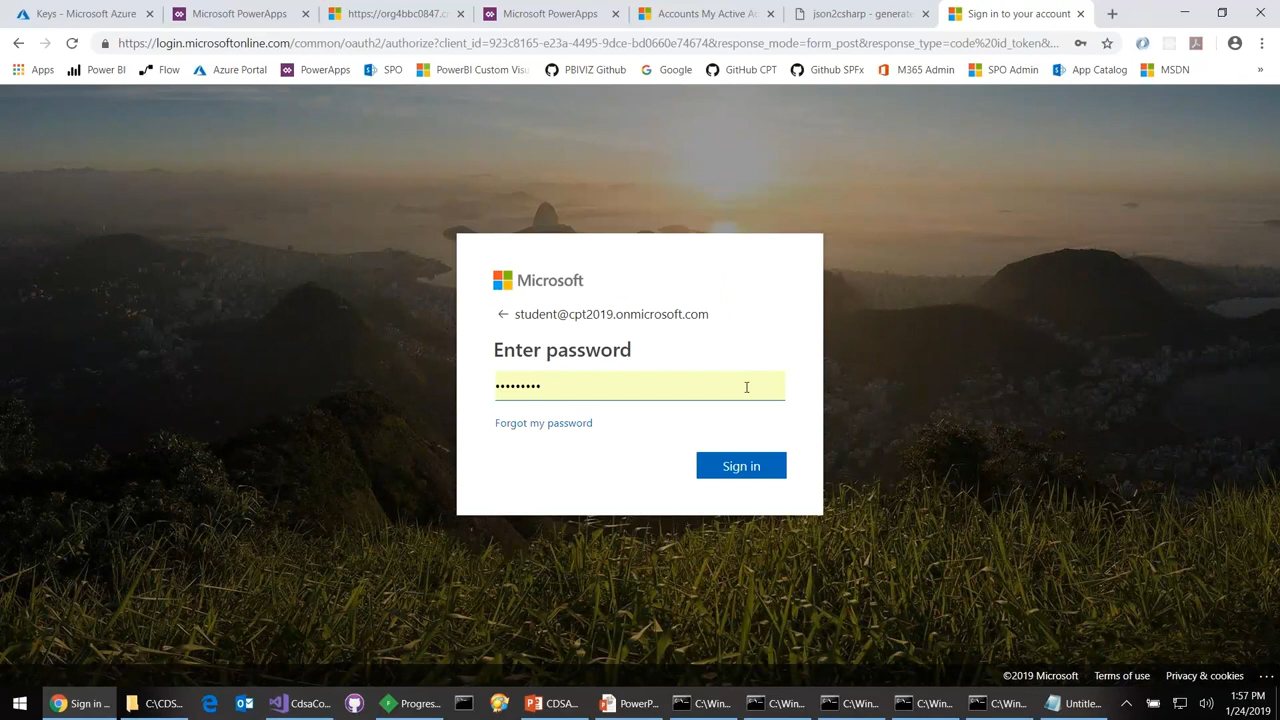 Keys - Microsoft Azure
Microsoft PowerApps
https://org4bbc0847.c
Microsoft PowerApps
Accounts My Active A
json2csharp - generate
Sign in to your account
https://login.microsoftonline.com/common/oauth2/authorize?client_id=923c8165-e23a-4495-9dce-bd0660e74674&response_mode=form_post&response_type=code%20id_token&...
Apps
Power BI
Flow
Azure Portal
PowerApps
SPO
PowerBI Custom Vis
PBIVIZ Github
Google
GitHub CPT
Github SPFx
M365 Admin
SPO Admin
App Catalog
MSDN
»
Microsoft
student@cpt2019.onmicrosoft.com
Enter password
•••••••••
Forgot my password
Sign in
©2019 Microsoft
Terms of use
Privacy & cookies
...
Sign in ...
C:\CDS...
CdsaCo...
Progres...
CDSA...
PowerP...
C:\Win...
C:\Win...
C:\Win...
C:\Win...
C:\Win...
Untitle...
1:57 PM
1/24/2019